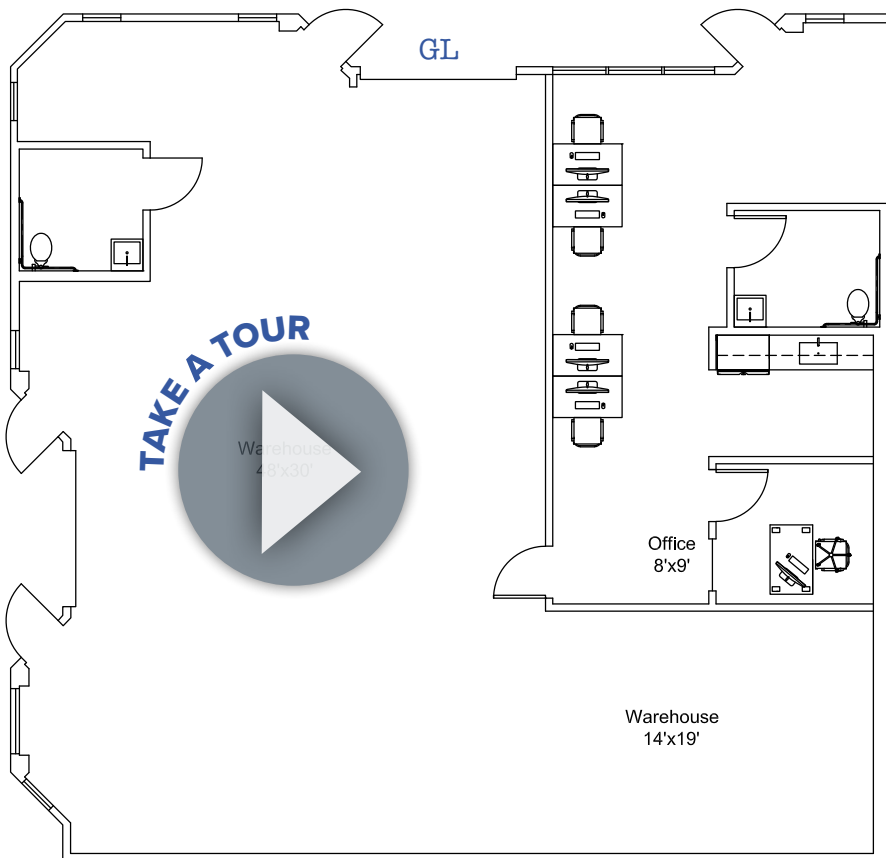 GL
TAKE A TOUR
Warehouse
48'x30'
Office
8'x9'
Warehouse
14'x19'